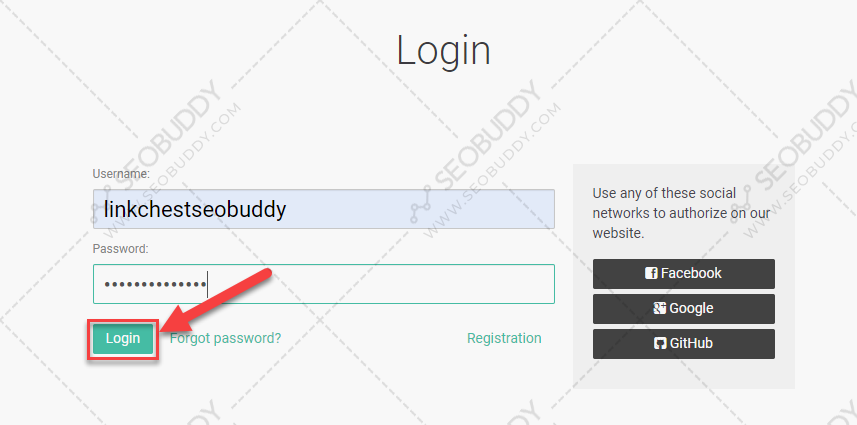 Login
SEOBUDDY
WWW.SEOBUDDY.COM
SEOBUDDY
WWW.SEOBUDDY.COM
SEOBUDDY
WWW.SEOBUDDY.COM
Username:
linkchestseobuddy
Password:
••••••••••••••
Login
Forgot password?
Registration
Use any of these social
networks to authorize on our
website.
Facebook
Google
GitHub